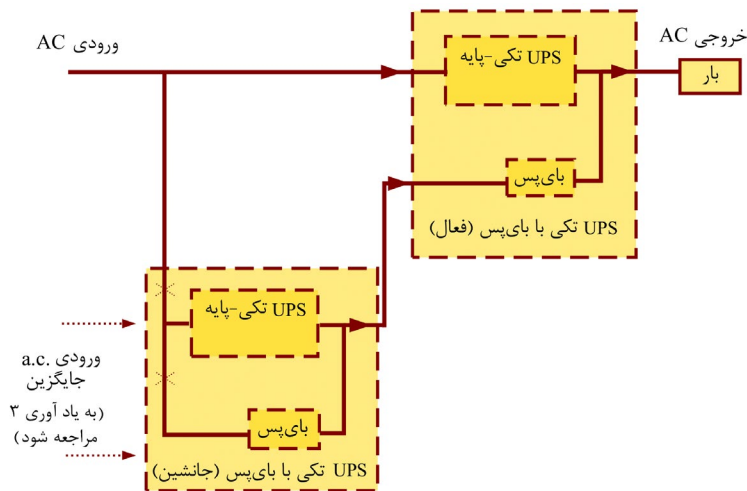 ورودی AC
خروجی AC
UPS تکی-پایه
بار
بای‌پس
UPS تکی با بای‌پس (فعال)
UPS تکی-پایه
ورودی a.c.
جایگزین
(به یاد آوری ۳
مراجعه شود)
بای‌پس
UPS تکی با بای‌پس (جانشین)